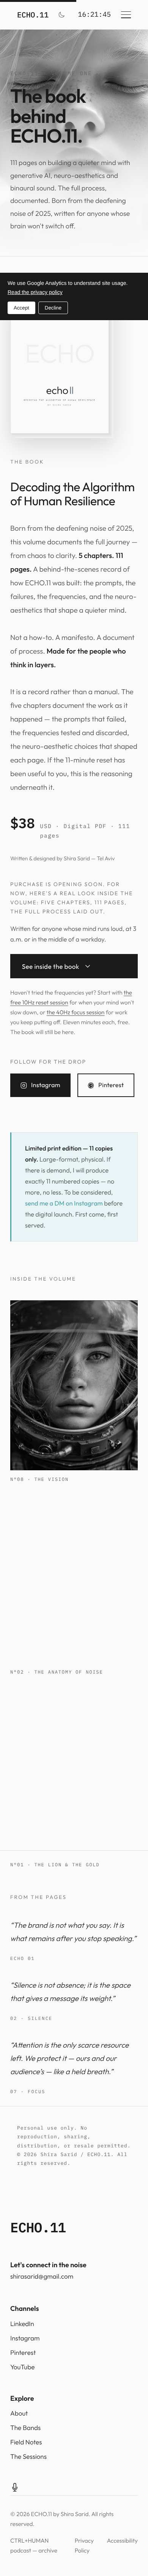 ECHO.11
16:21:45
The book
behind
ECHO.11.
111 pages on building a quieter mind with
generative AI, neuro-aesthetics and
binaural sound. The full process,
documented. Born from the deafening
noise of 2025, written for anyone whose
brain won't switch off.
We use Google Analytics to understand site usage.
Read the privacy policy
Accept
Decline
ECHO
echo
THE BOOK
Decoding the Algorithm
of Human Resilience
Born from the deafening noise of 2025,
this volume documents the full journey —
from chaos to clarity. 5 chapters. 111
pages. A behind-the-scenes record of
how ECHO.11 was built: the prompts, the
failures, the frequencies, and the neuro-
aesthetics that shape a quieter mind.
Not a how-to. A manifesto. A document
of process. Made for the people who
think in layers.
It is a record rather than a manual. The
five chapters document the work as it
happened — the prompts that failed,
the frequencies tested and discarded,
the neuro-aesthetic choices that shaped
each page. If the 11-minute reset has
been useful to you, this is the reasoning
underneath it.
$38 USD · Digital PDF · 111
pages
Written & designed by Shira Sarid — Tel Aviv
PURCHASE IS OPENING SOON. FOR
NOW, HERE'S A REAL LOOK INSIDE THE
VOLUME: FIVE CHAPTERS, 111 PAGES,
THE FULL PROCESS LAID OUT.
Written for anyone whose mind runs loud, at 3
a.m. or in the middle of a workday.
See inside the book
Haven't tried the frequencies yet? Start with the
free 10Hz reset session for when your mind won't
slow down, or the 40Hz focus session for work
you keep putting off. Eleven minutes each, free.
The book will still be here.
FOLLOW FOR THE DROP
Instagram
Pinterest
Limited print edition — 11 copies
only. Large-format, physical. If
there is demand, I will produce
exactly 11 numbered copies — no
more, no less. To be considered,
send me a DM on Instagram before
the digital launch. First come, first
served.
INSIDE THE VOLUME
N°08 · THE VISION
N°02 · THE ANATOMY OF NOISE
N°01 · THE LION & THE GOLD
FROM THE PAGES
"The brand is not what you say. It is
what remains after you stop speaking."
ECHO 01
"Silence is not absence; it is the space
that gives a message its weight."
02 · SILENCE
"Attention is the only scarce resource
left. We protect it — ours and our
audience's — like a held breath."
07 · FOCUS
Personal use only. No
reproduction, sharing,
distribution, or resale permitted.
© 2026 Shira Sarid / ECHO.11. All
rights reserved.
ECHO.11
Let's connect in the noise
shirasarid@gmail.com
Channels
LinkedIn
Instagram
Pinterest
YouTube
Explore
About
The Bands
Field Notes
The Sessions
© 2026 ECHO.11 by Shira Sarid. All rights
reserved.
CTRL+HUMAN
podcast — archive
Privacy
Policy
Accessibility